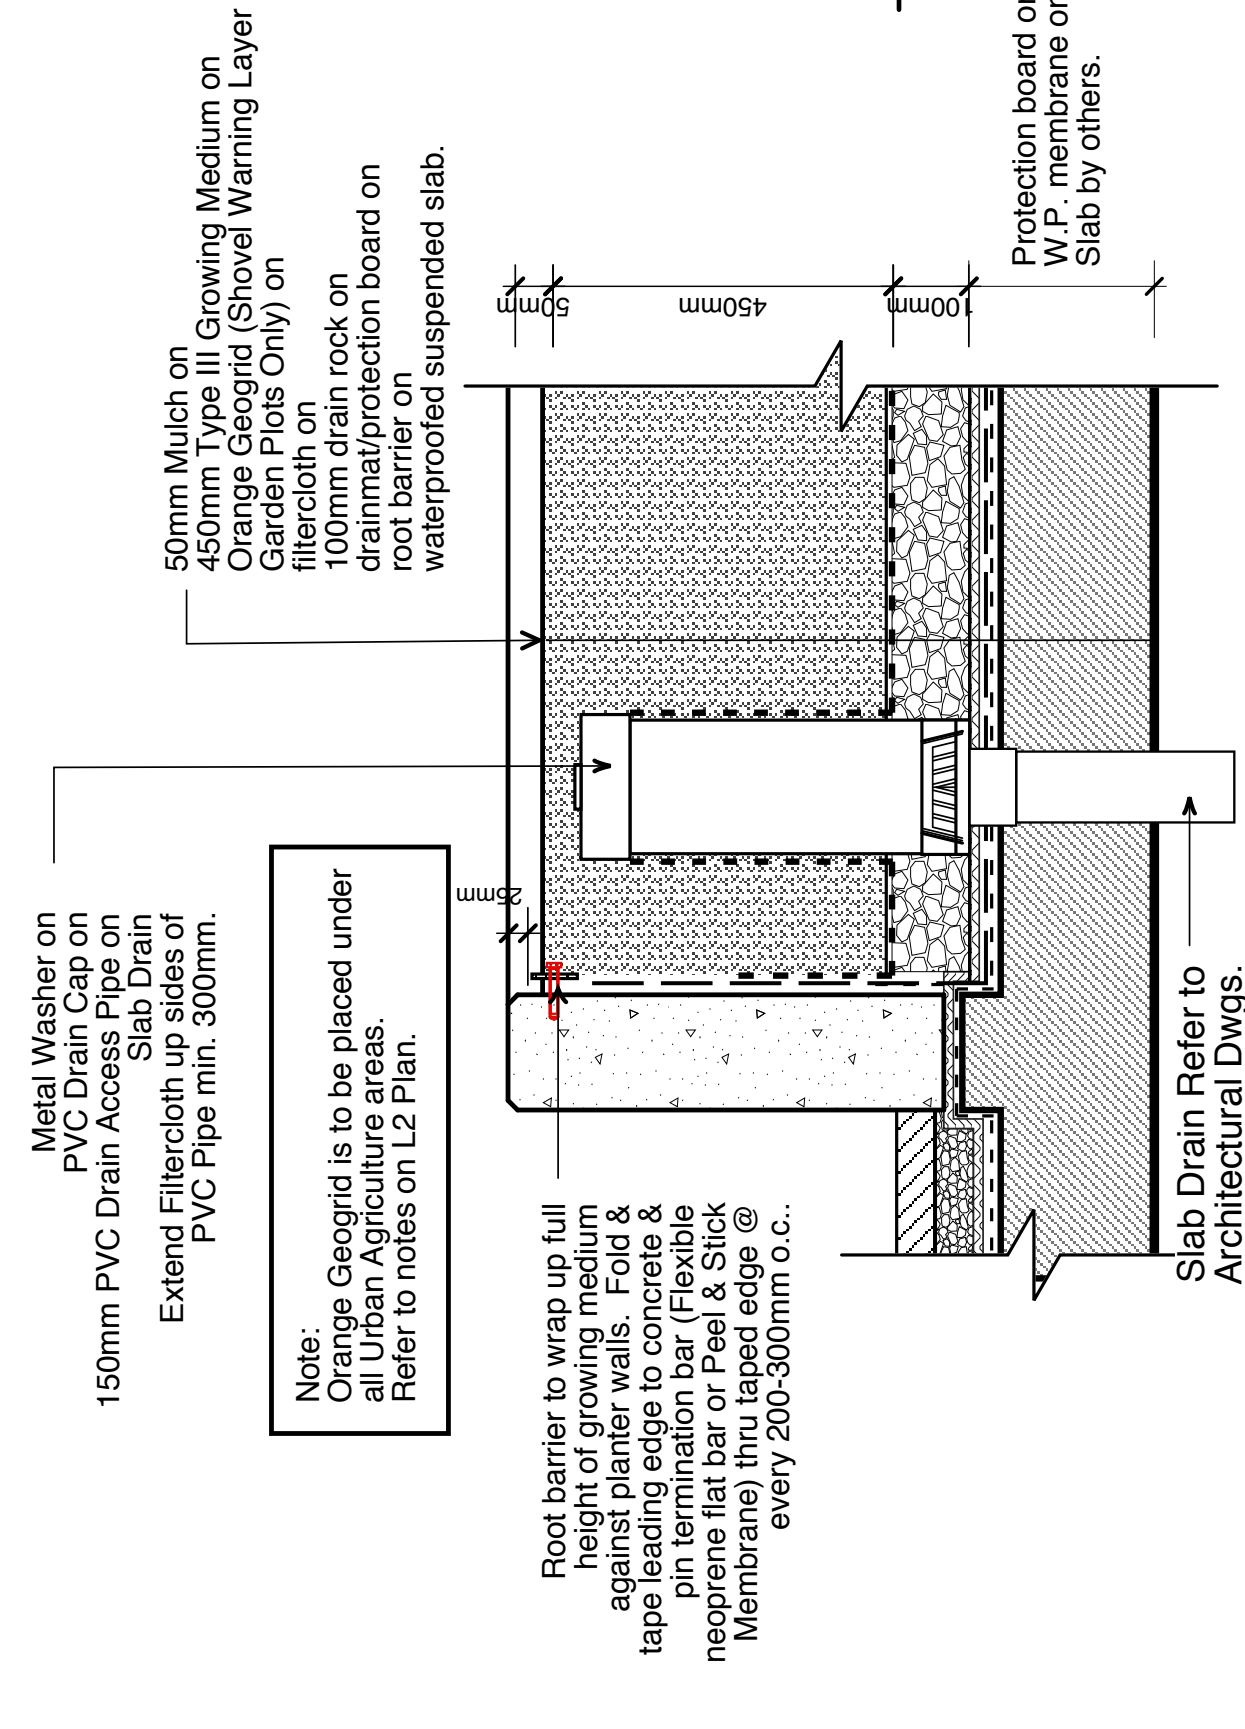 Metal Washer on
PVC Drain Cap on
150mm PVC Drain Access Pipe on
Slab Drain
Extend Filtercloth up sides of
PVC Pipe min. 300mm.
50mm Mulch on
450mm Type III Growing Medium on
Orange Geogrid (Shovel Warning Layer
Garden Plots Only) on
filtercloth on
100mm drain rock on
drainmat/protection board on
root barrier on
waterproofed suspended slab.
Note:
Orange Geogrid is to be placed under
all Urban Agriculture areas.
Refer to notes on L2 Plan.
25mm
50mm
450mm
100mm
Root barrier to wrap up full
height of growing medium
against planter walls. Fold &
tape leading edge to concrete &
pin termination bar (Flexible
neoprene flat bar or Peel & Stick
Membrane) thru taped edge @
every 200-300mm o.c..
Protection board on
W.P. membrane on
Slab by others.
Slab Drain Refer to
Architectural Dwgs.